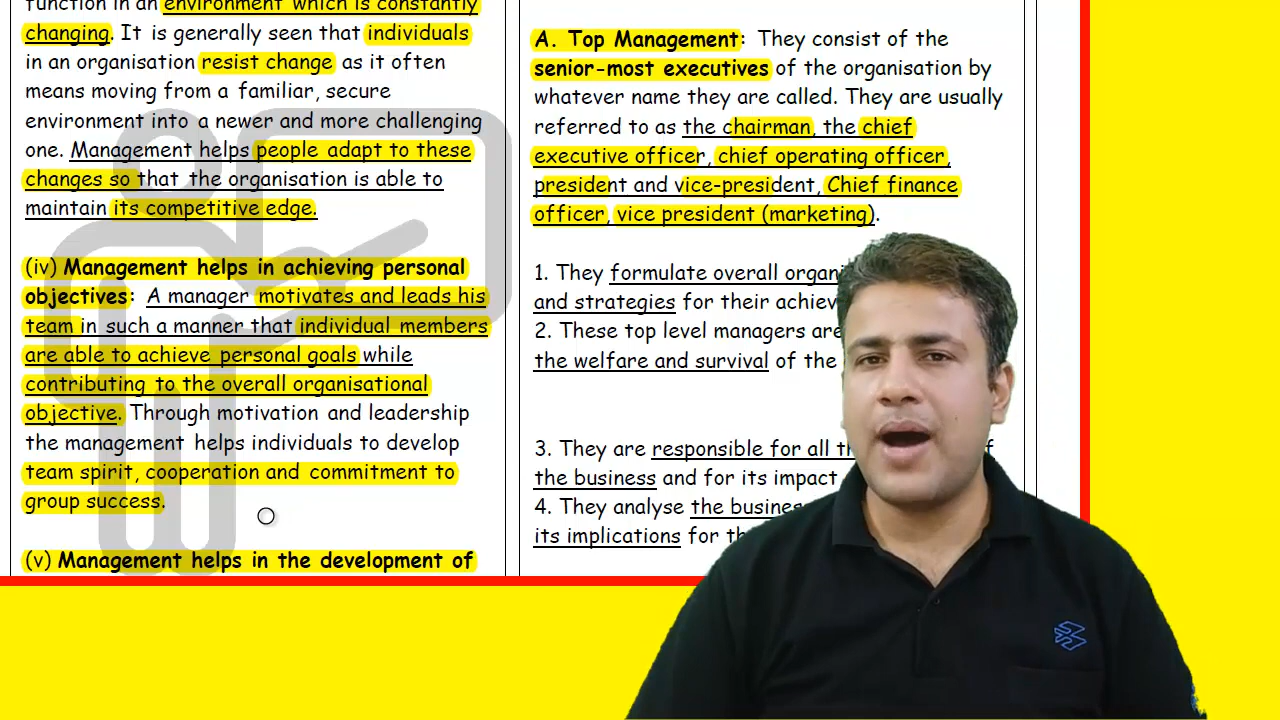 function in an environment which is constantly
changing. It is generally seen that individuals
in an organisation resist change as it often
means moving from a familiar, secure
environment into a newer and more challenging
one. Management helps people adapt to these
changes so that the organisation is able to
maintain its competitive edge.
(iv) Management helps in achieving personal
objectives: A manager motivates and leads his
team in such a manner that individual members
are able to achieve personal goals while
contributing to the overall organisational
objective. Through motivation and leadership
the management helps individuals to develop
team spirit, cooperation and commitment to
group success.
(v) Management helps in the development of
A. Top Management: They consist of the
senior-most executives of the organisation by
whatever name they are called. They are usually
referred to as the chairman, the chief
executive officer, chief operating officer,
president and vice-president, Chief finance
officer, vice president (marketing).
1. They formulate overall
and strategies for their
2. These top level managers are
the welfare and survival of the
3. They are responsible for all
the business and for its impact
4. They analyse the
its implications for